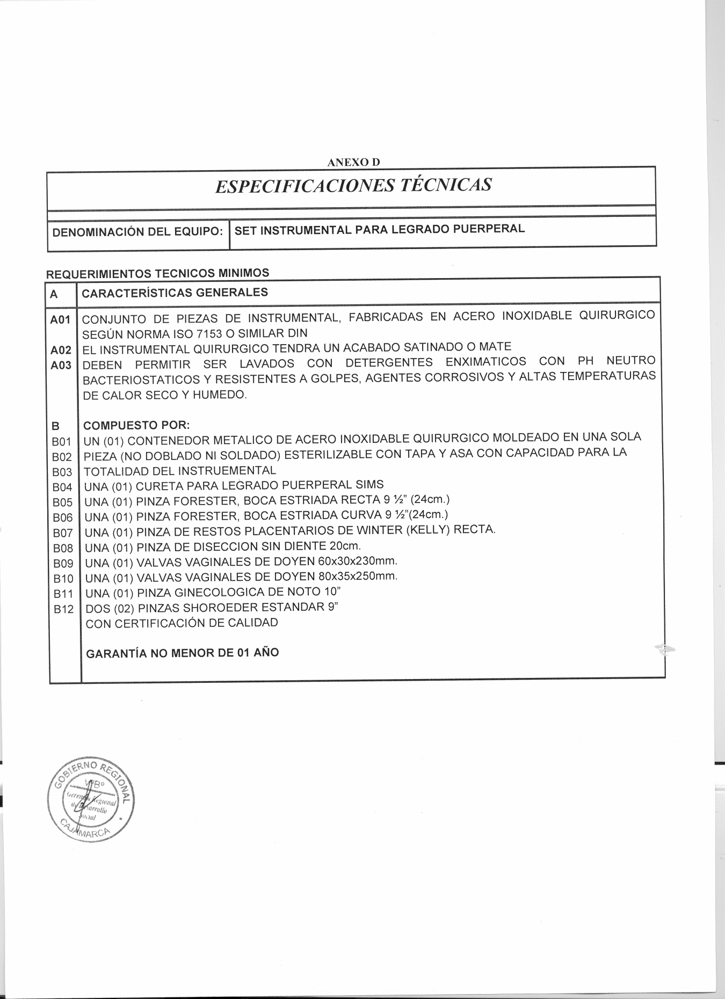 ANEXO D
ESPECIFICACIONES TÉCNICAS
DENOMINACIÓN DEL EQUIPO: SET INSTRUMENTAL PARA LEGRADO PUERPERAL
REQUERIMIENTOS TECNICOS MINIMOS
A CARACTERÍSTICAS GENERALES
A01 CONJUNTO DE PIEZAS DE INSTRUMENTAL, FABRICADAS EN ACERO INOXIDABLE QUIRURGICO
SEGÚN NORMA ISO 7153 O SIMILAR DIN
A02 EL INSTRUMENTAL QUIRURGICO TENDRA UN ACABADO SATINADO O MATE
A03 DEBEN PERMITIR SER LAVADOS CON DETERGENTES ENXIMATICOS CON PH NEUTRO
BACTERIOSTATICOS Y RESISTENTES A GOLPES, AGENTES CORROSIVOS Y ALTAS TEMPERATURAS
DE CALOR SECO Y HUMEDO.
B COMPUESTO POR:
B01 UN (01) CONTENEDOR METALICO DE ACERO INOXIDABLE QUIRURGICO MOLDEADO EN UNA SOLA
B02 PIEZA (NO DOBLADO NI SOLDADO) ESTERILIZABLE CON TAPA Y ASA CON CAPACIDAD PARA LA
B03 TOTALIDAD DEL INSTRUEMENTAL
B04 UNA (01) CURETA PARA LEGRADO PUERPERAL SIMS
B05 UNA (01) PINZA FORESTER, BOCA ESTRIADA RECTA 9 ½” (24cm.)
B06 UNA (01) PINZA FORESTER, BOCA ESTRIADA CURVA 9 ½”(24cm.)
B07 UNA (01) PINZA DE RESTOS PLACENTARIOS DE WINTER (KELLY) RECTA.
B08 UNA (01) PINZA DE DISECCION SIN DIENTE 20cm.
B09 UNA (01) VALVAS VAGINALES DE DOYEN 60x30x230mm.
B10 UNA (01) VALVAS VAGINALES DE DOYEN 80x35x250mm.
B11 UNA (01) PINZA GINECOLOGICA DE NOTO 10”
B12 DOS (02) PINZAS SHOROEDER ESTANDAR 9”
CON CERTIFICACIÓN DE CALIDAD
GARANTÍA NO MENOR DE 01 AÑO
GOBIERNO REGIONAL
VºBº
Gerencia Regional
de Desarrollo
Social
CAJAMARCA